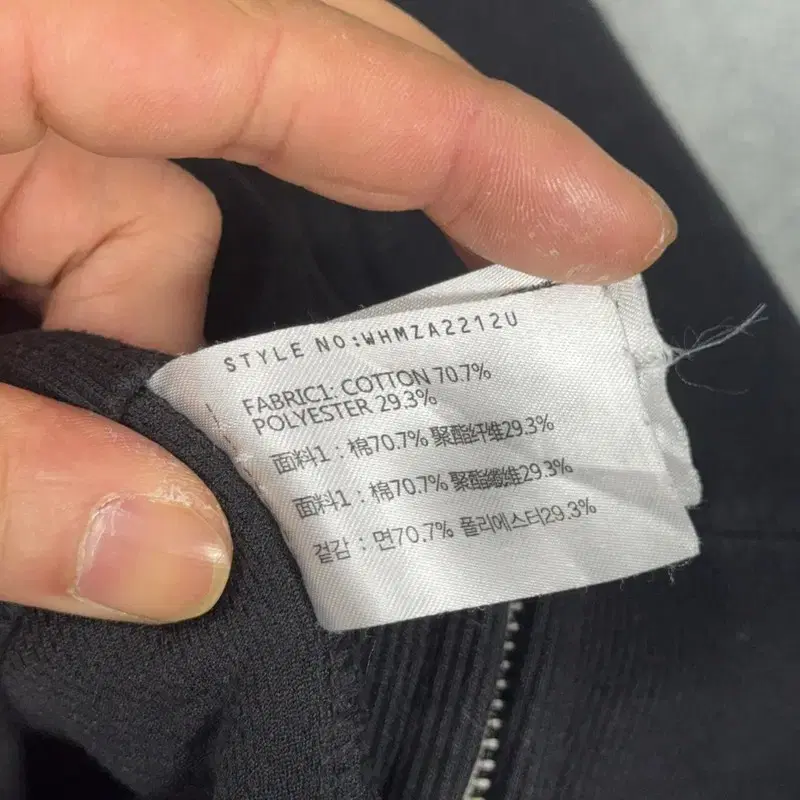 STYLE NO:WHMZA2212U
FABRIC1: COTTON 70.7%
POLYESTER 29.3%
面料1：棉70.7% 聚酯纤维29.3%
面料1：棉70.7% 聚酯纖維29.3%
겉감 : 면70.7% 폴리에스터29.3%